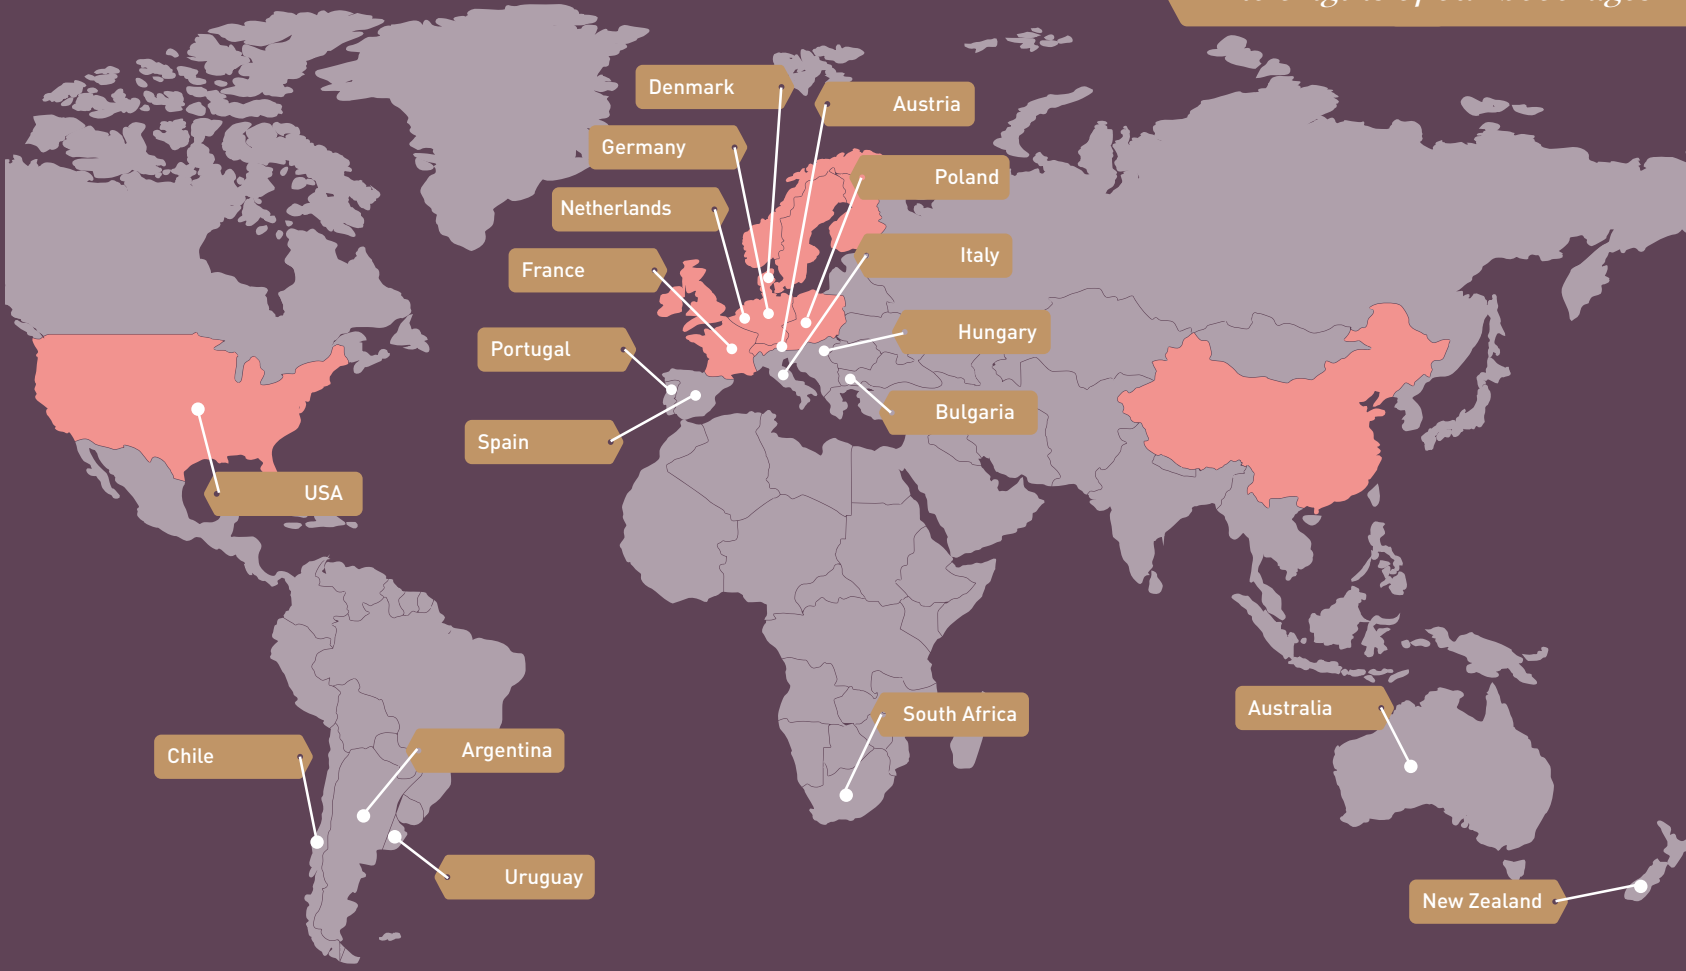 Denmark
Austria
Germany
Poland
Netherlands
Italy
France
Hungary
Portugal
Bulgaria
Spain
USA
South Africa
Australia
Chile
Argentina
Uruguay
New Zealand